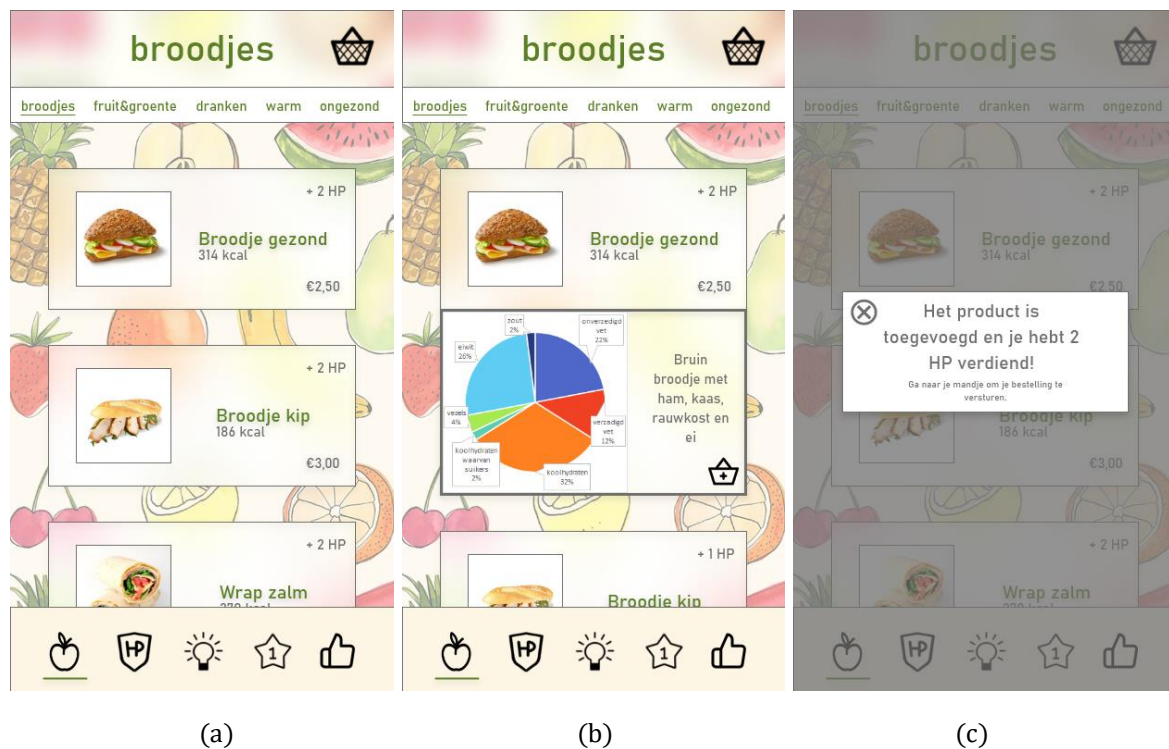 broodjes
broodjes fruit&groente dranken warm ongezond
+ 2 HP
Broodje gezond
314 kcal
€2,50
+ 2 HP
Broodje kip
186 kcal
€3,00
+ 2 HP
Wrap zalm
HP
1
(a)
broodjes
broodjes fruit&groente dranken warm ongezond
+ 2 HP
Broodje gezond
314 kcal
€2,50
zout
2%
onverzadigd
vet
22%
eiwit
26%
vezels
4%
verzadigd
vet
12%
koolhydraten
waarvan
suikers
2%
koolhydraten
32%
Bruin
broodje met
ham, kaas,
rauwkost en
ei
+ 1 HP
Broodje kip
HP
1
(b)
broodjes
broodjes fruit&groente dranken warm ongezond
+ 2 HP
Broodje gezond
314 kcal
€2,50
Het product is
toegevoegd en je hebt 2
HP verdiend!
Ga naar je mandje om je bestelling te
versturen.
Broodje kip
186 kcal
€3,00
+ 2 HP
Wrap zalm
HP
1
(c)